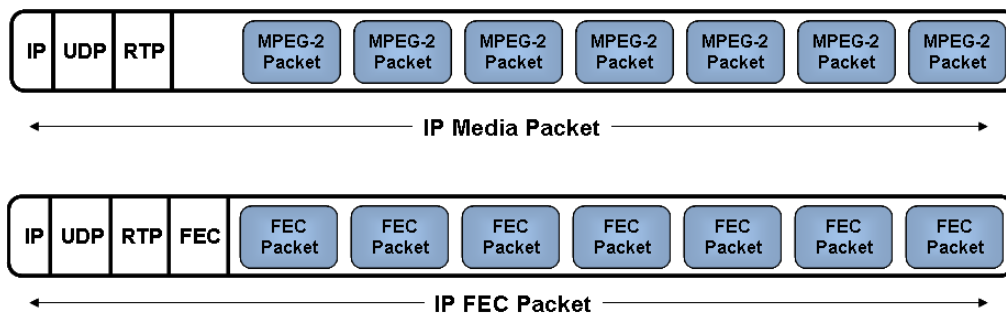 IP UDP RTP MPEG-2 Packet MPEG-2 Packet MPEG-2 Packet MPEG-2 Packet MPEG-2 Packet MPEG-2 Packet MPEG-2 Packet
IP Media Packet
IP UDP RTP FEC FEC Packet FEC Packet FEC Packet FEC Packet FEC Packet FEC Packet FEC Packet
IP FEC Packet